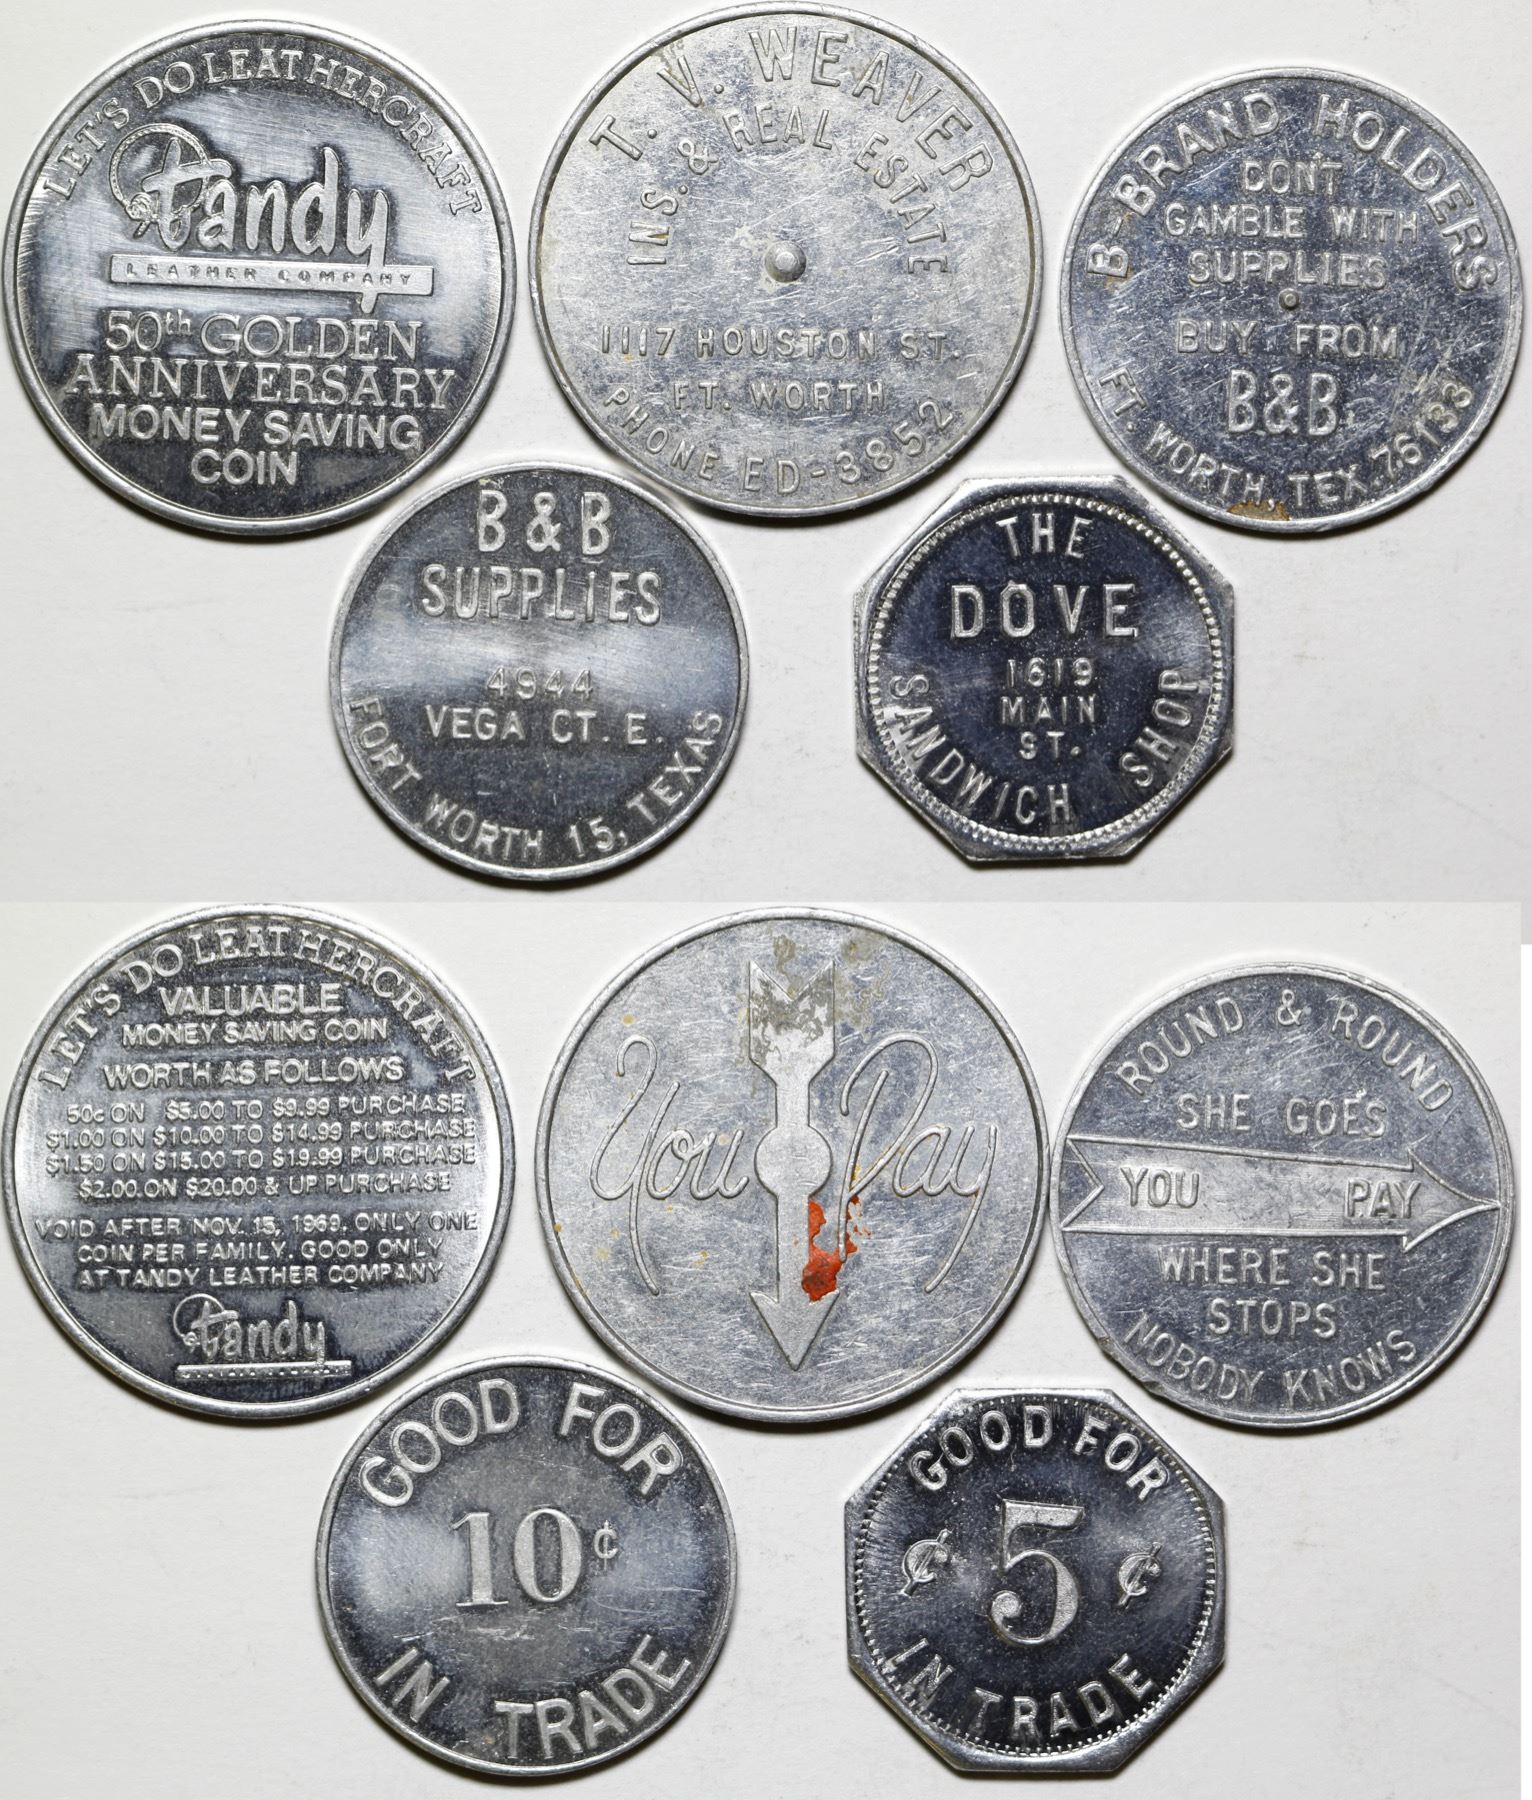 LET'S DO LEATHERCRAFT
tandy
LEATHER COMPANY
50th GOLDEN
ANNIVERSARY
MONEY SAVING
COIN
T. V. WEAVER
INS. & REAL ESTATE
1117 HOUSTON ST.
FT. WORTH
PHONE ED-3852
B-BRAND HOLDERS
DON'T
GAMBLE WITH
SUPPLIES
BUY FROM
B&B
FT. WORTH, TEX. 76133
B & B
SUPPLIES
4944
VEGA CT. E.
FORT WORTH 15, TEXAS
THE
DOVE
1619
MAIN
ST.
SANDWICH SHOP
LET'S DO LEATHERCRAFT
VALUABLE
MONEY SAVING COIN
WORTH AS FOLLOWS
50c ON $5.00 TO $9.99 PURCHASE
$1.00 ON $10.00 TO $14.99 PURCHASE
$1.50 ON $15.00 TO $19.99 PURCHASE
$2.00 ON $20.00 & UP PURCHASE
VOID AFTER NOV. 15, 1969. ONLY ONE
COIN PER FAMILY. GOOD ONLY
AT TANDY LEATHER COMPANY
tandy
LEATHER COMPANY
You Pay
ROUND & ROUND
SHE GOES
YOU PAY
WHERE SHE
STOPS
NOBODY KNOWS
GOOD FOR
10¢
IN TRADE
GOOD FOR
¢ 5 ¢
IN TRADE